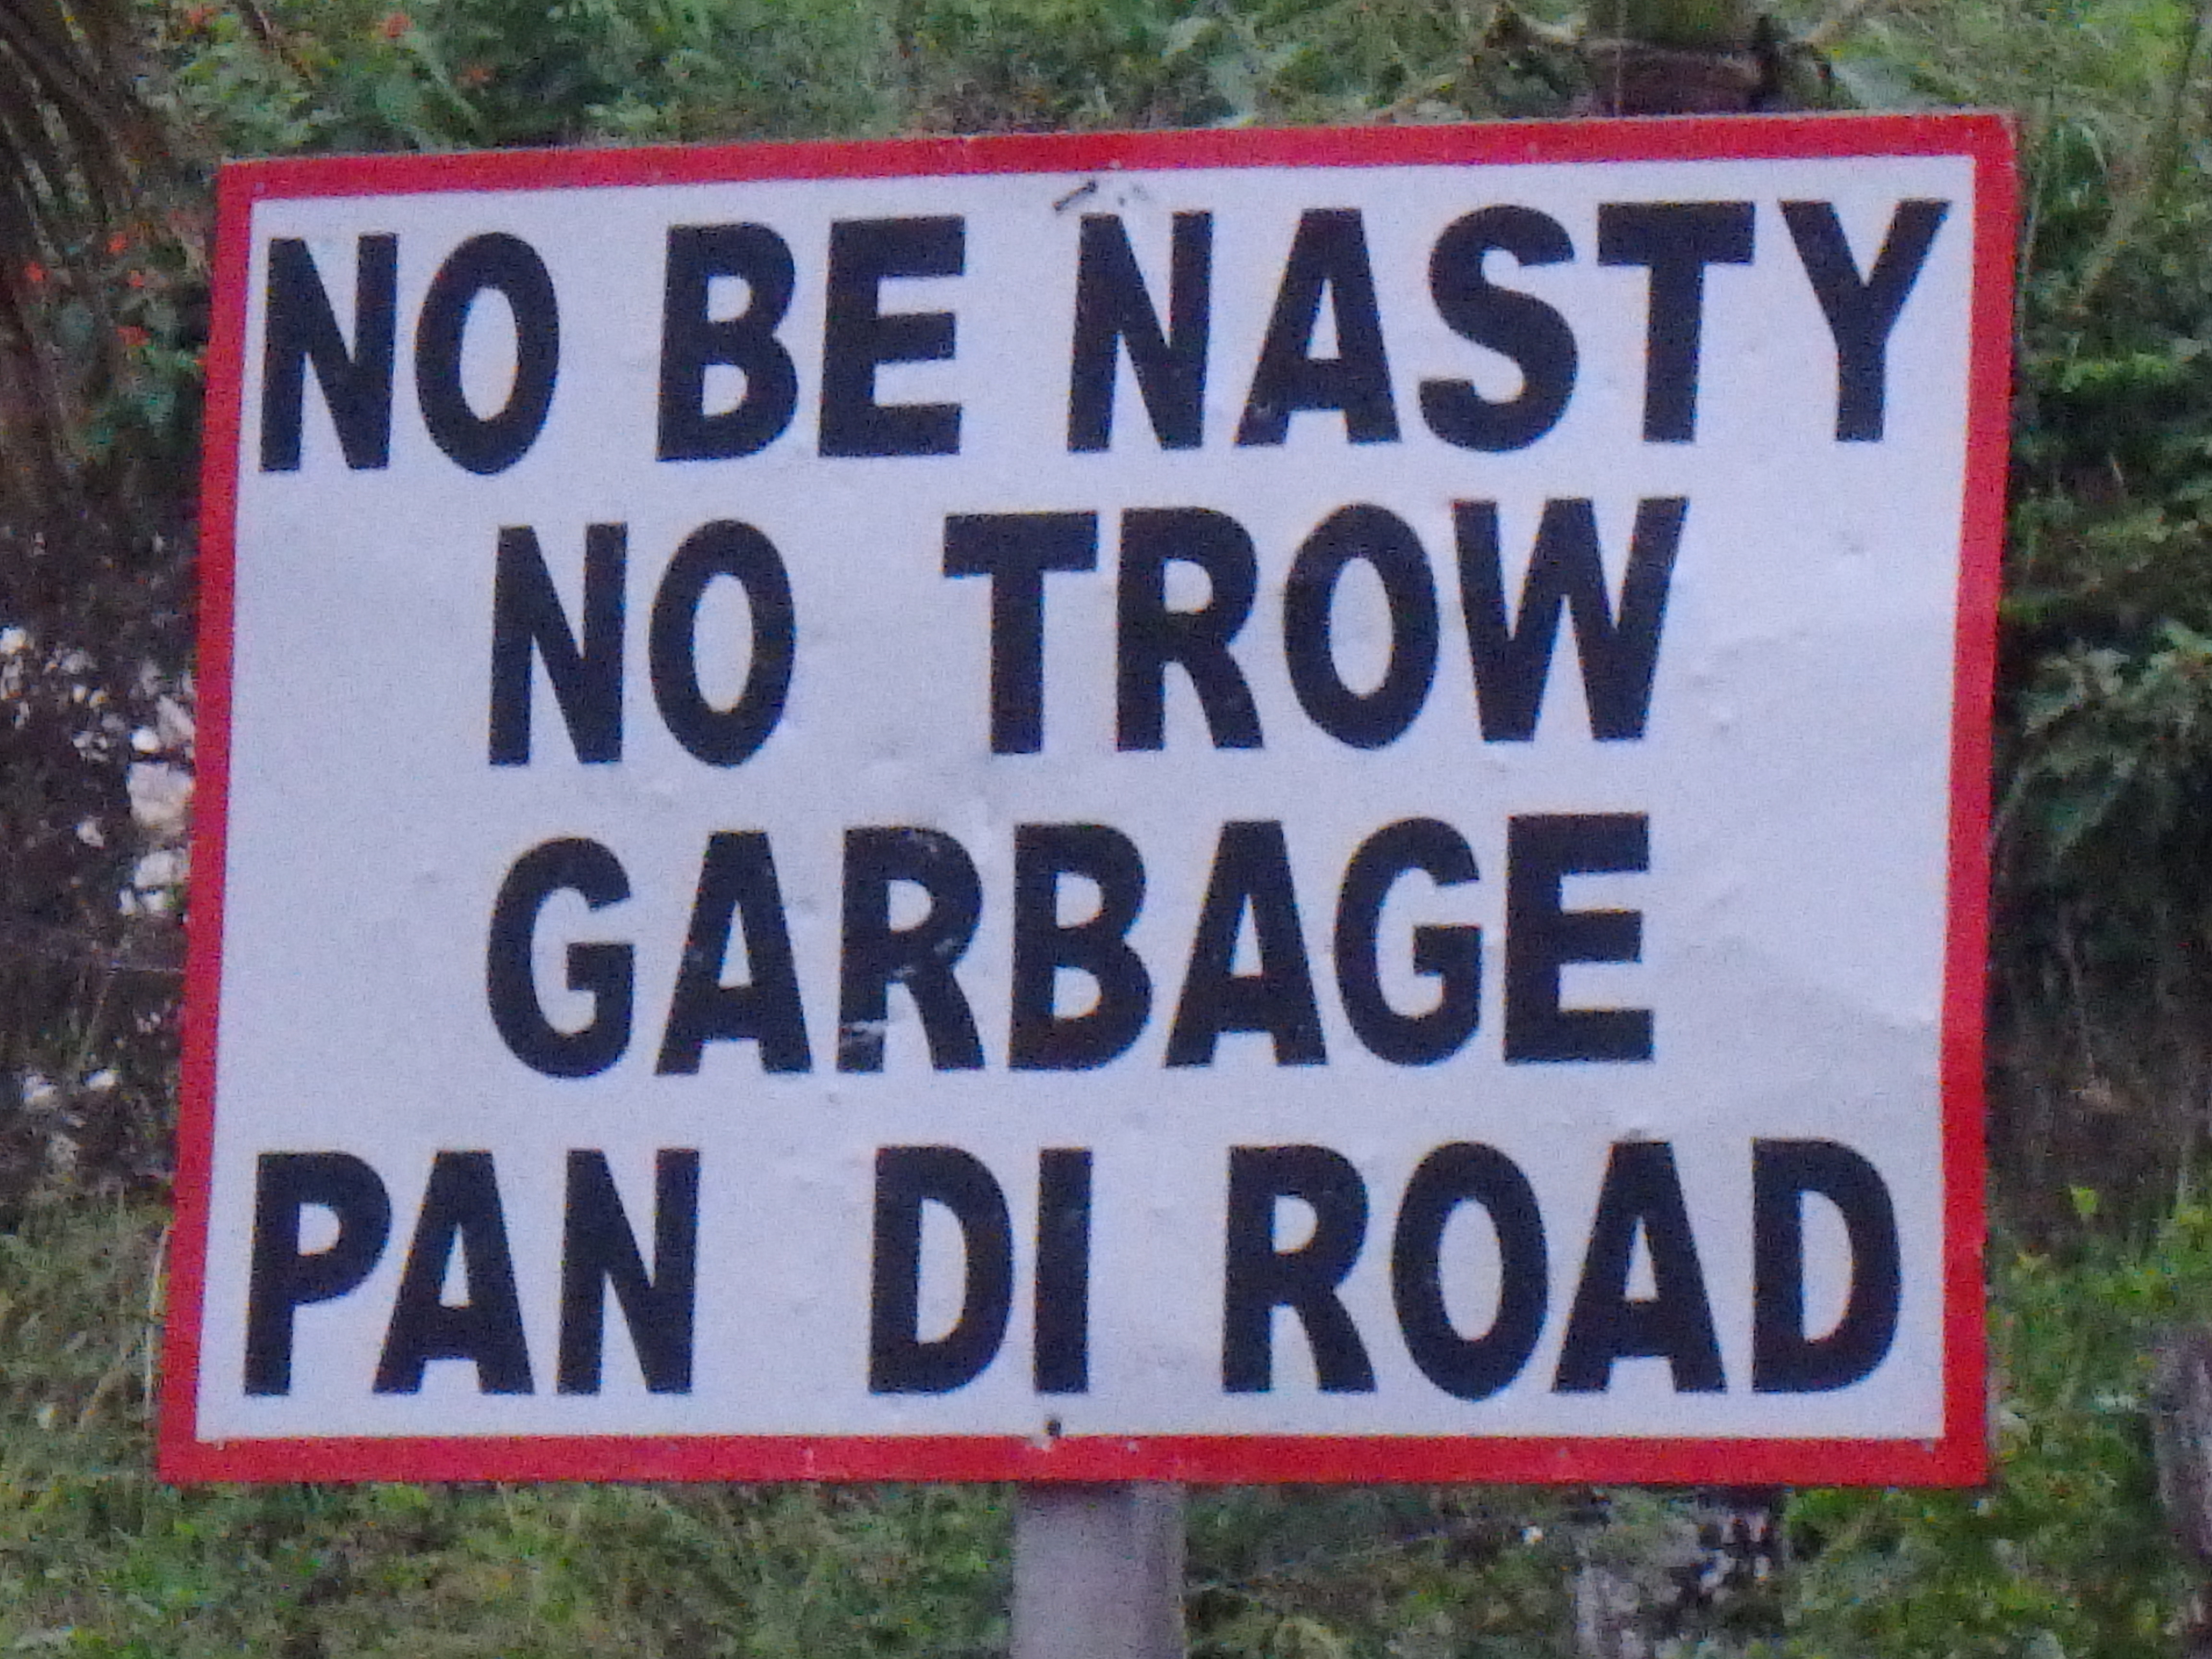 NO BE NASTY
NO TROW
GARBAGE
PAN DI ROAD